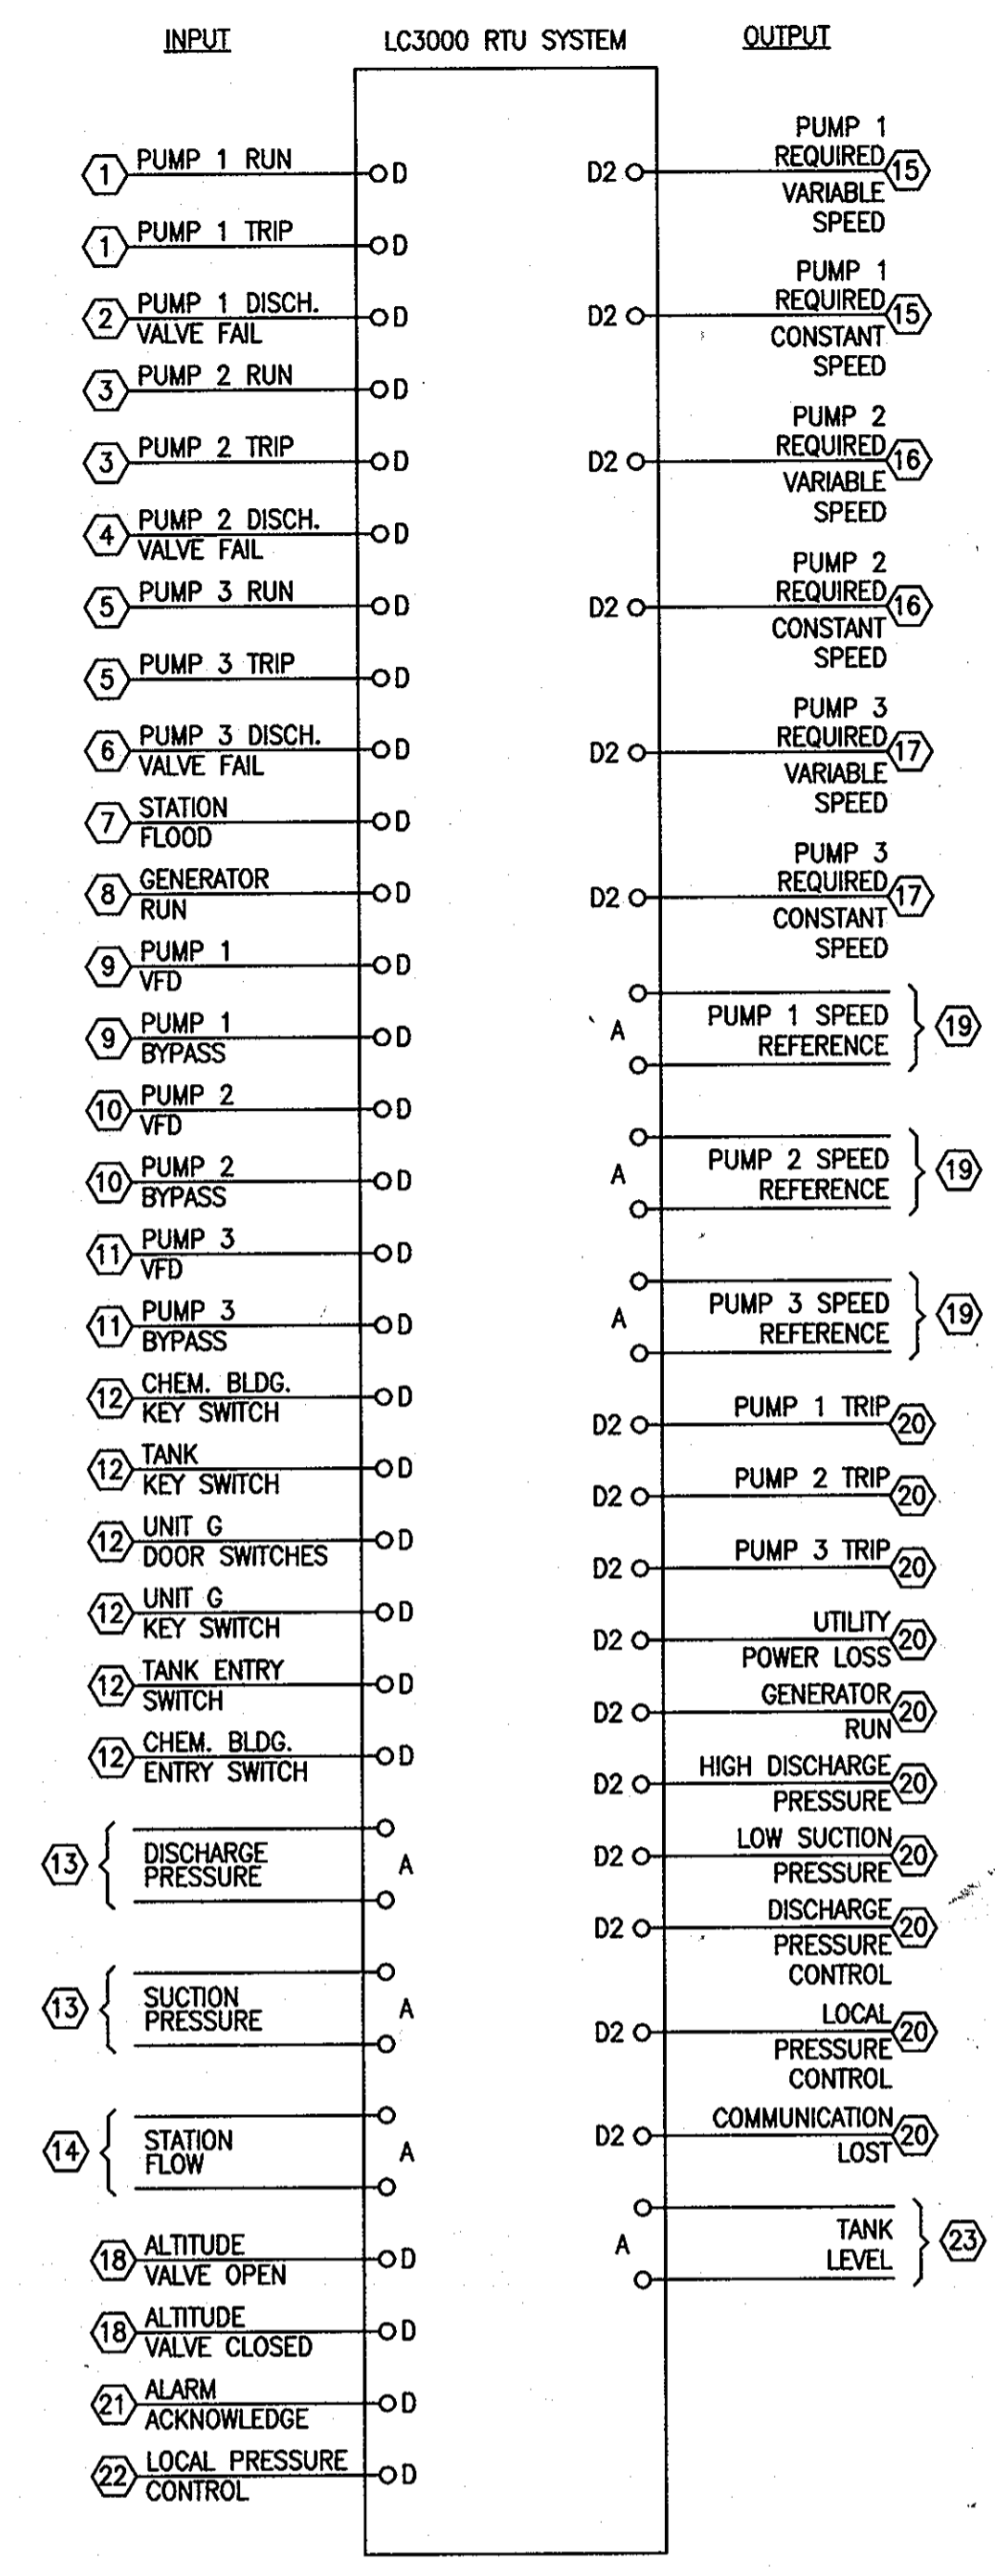 INPUT
LC3000 RTU SYSTEM
OUTPUT
1 PUMP 1 RUN D
1 PUMP 1 TRIP D
2 PUMP 1 DISCH. D
VALVE FAIL
3 PUMP 2 RUN D
3 PUMP 2 TRIP D
4 PUMP 2 DISCH. D
VALVE FAIL
5 PUMP 3 RUN D
5 PUMP 3 TRIP D
6 PUMP 3 DISCH. D
VALVE FAIL
7 STATION D
FLOOD
8 GENERATOR D
RUN
9 PUMP 1 D
VFD
9 PUMP 1 D
BYPASS
10 PUMP 2 D
VFD
10 PUMP 2 D
BYPASS
11 PUMP 3 D
VFD
11 PUMP 3 D
BYPASS
12 CHEM. BLDG. D
KEY SWITCH
12 TANK D
KEY SWITCH
12 UNIT G D
DOOR SWITCHES
12 UNIT G D
KEY SWITCH
12 TANK ENTRY D
SWITCH
12 CHEM. BLDG. D
ENTRY SWITCH
13 DISCHARGE A
PRESSURE
13 SUCTION A
PRESSURE
14 STATION A
FLOW
18 ALTITUDE D
VALVE OPEN
18 ALTITUDE D
VALVE CLOSED
21 ALARM D
ACKNOWLEDGE
22 LOCAL PRESSURE D
CONTROL
PUMP 1
D2 REQUIRED 15
VARIABLE
SPEED
PUMP 1
D2 REQUIRED 15
CONSTANT
SPEED
PUMP 2
D2 REQUIRED 16
VARIABLE
SPEED
PUMP 2
D2 REQUIRED 16
CONSTANT
SPEED
PUMP 3
D2 REQUIRED 17
VARIABLE
SPEED
PUMP 3
D2 REQUIRED 17
CONSTANT
SPEED
A PUMP 1 SPEED 19
REFERENCE
A PUMP 2 SPEED 19
REFERENCE
A PUMP 3 SPEED 19
REFERENCE
D2 PUMP 1 TRIP 20
D2 PUMP 2 TRIP 20
D2 PUMP 3 TRIP 20
D2 UTILITY 20
POWER LOSS
D2 GENERATOR 20
RUN
D2 HIGH DISCHARGE 20
PRESSURE
D2 LOW SUCTION 20
PRESSURE
D2 DISCHARGE 20
PRESSURE
CONTROL
D2 LOCAL 20
PRESSURE
CONTROL
D2 COMMUNICATION 20
LOST
A TANK 23
LEVEL